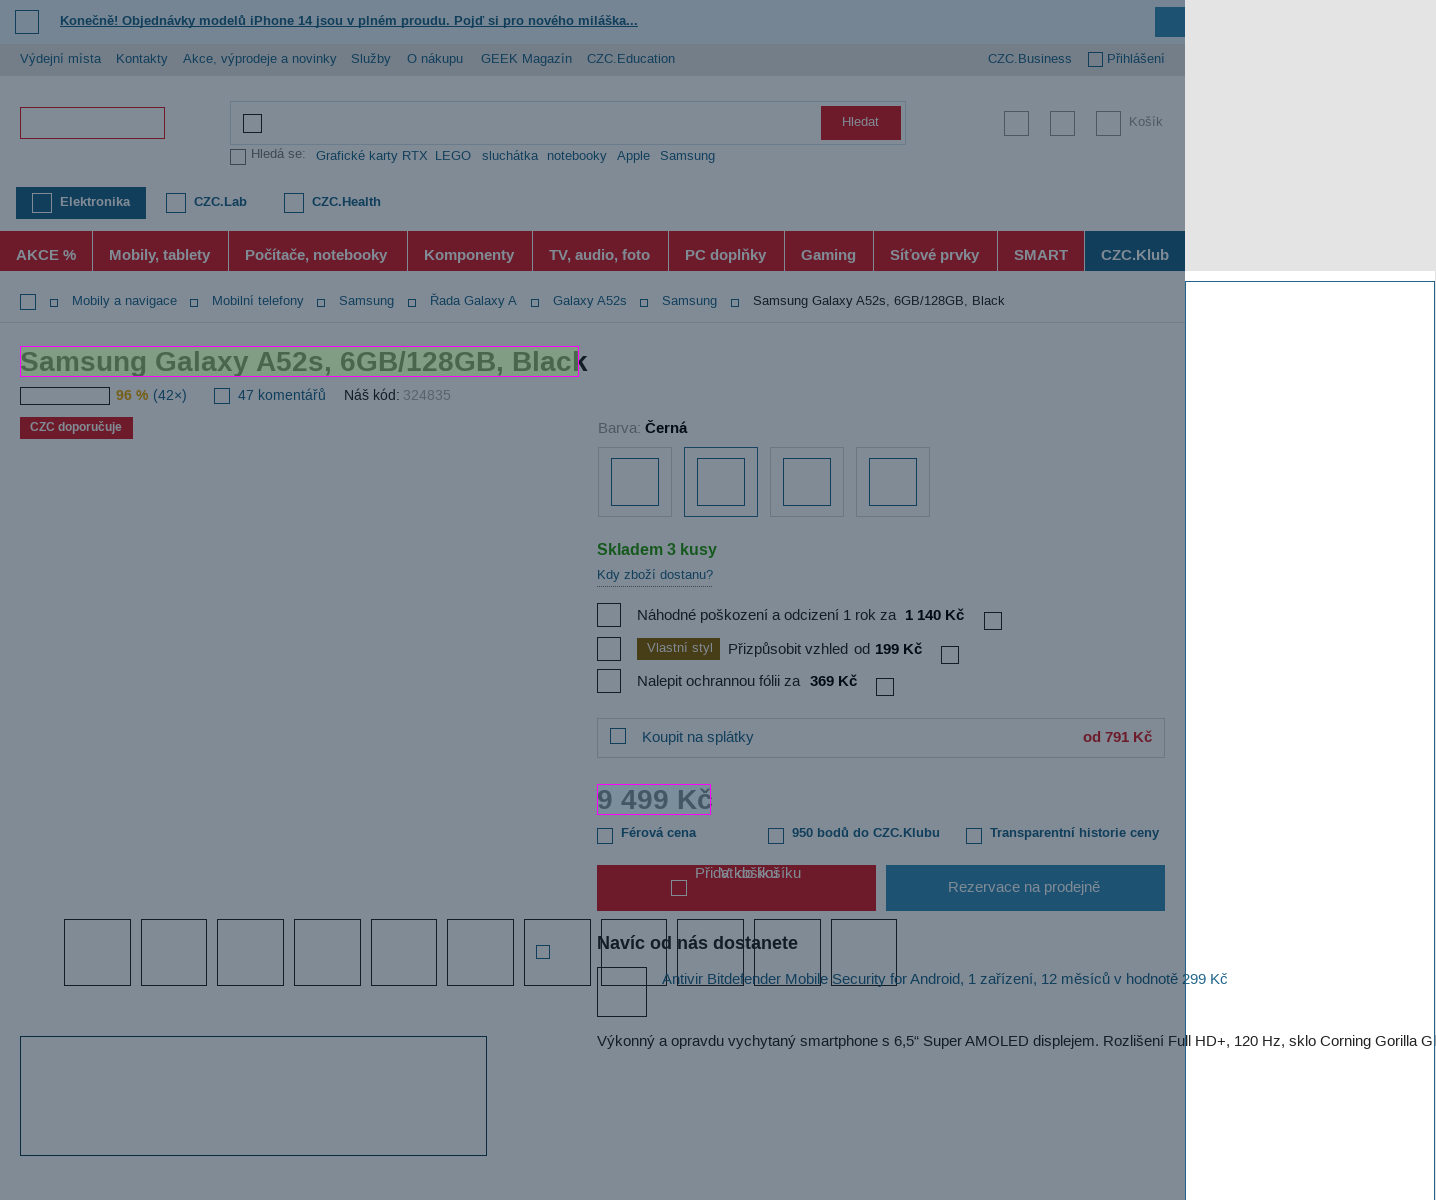 Konečně! Objednávky modelů iPhone 14 jsou v plném proudu. Pojď si pro nového miláška...
Výdejní místa Kontakty Akce, výprodeje a novinky Služby O nákupu GEEK Magazín CZC.Education CZC.Business Přihlášení
Hledat Košík
Hledá se: Grafické karty RTX LEGO sluchátka notebooky Apple Samsung
Elektronika CZC.Lab CZC.Health
AKCE % Mobily, tablety Počítače, notebooky Komponenty TV, audio, foto PC doplňky Gaming Síťové prvky SMART CZC.Klub
Mobily a navigace Mobilní telefony Samsung Řada Galaxy A Galaxy A52s Samsung Samsung Galaxy A52s, 6GB/128GB, Black
Samsung Galaxy A52s, 6GB/128GB, Black
96 % (42×) 47 komentářů Náš kód: 324835
CZC doporučuje
Barva: Černá
Skladem 3 kusy
Kdy zboží dostanu?
Náhodné poškození a odcizení 1 rok za 1 140 Kč
Vlastní styl Přizpůsobit vzhled od 199 Kč
Nalepit ochrannou fólii za 369 Kč
Koupit na splátky od 791 Kč
9 499 Kč
Férová cena 950 bodů do CZC.Klubu Transparentní historie ceny
Přidat do košíku V košíku
Rezervace na prodejně
Navíc od nás dostanete
Antivir Bitdefender Mobile Security for Android, 1 zařízení, 12 měsíců v hodnotě 299 Kč
Výkonný a opravdu vychytaný smartphone s 6,5“ Super AMOLED displejem. Rozlišení Full HD+, 120 Hz, sklo Corning Gorilla G